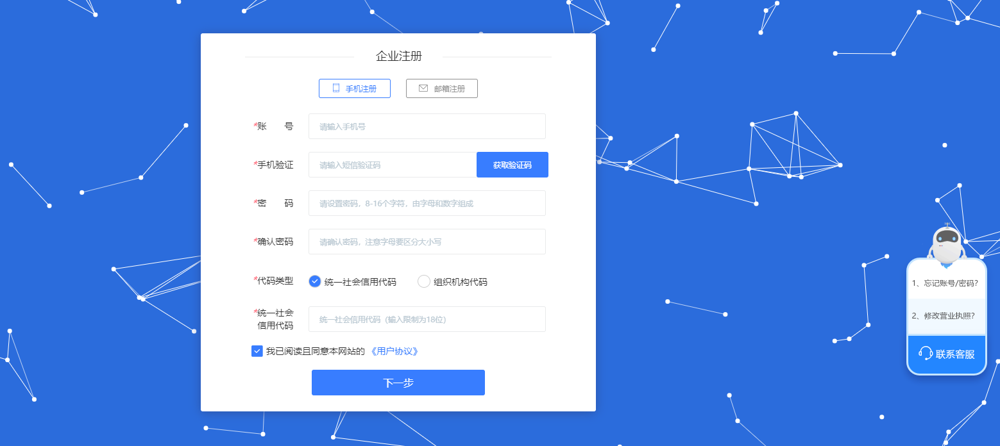 企业注册
手机注册 邮箱注册
*账 号 请输入手机号
*手机验证 请输入短信验证码 获取验证码
*密 码 请设置密码，8-16个字符，由字母和数字组成
*确认密码 请确认密码，注意字母要区分大小写
*代码类型 统一社会信用代码 组织机构代码
*统一社会
信用代码 统一社会信用代码（输入限制为18位）
我已阅读且同意本网站的《用户协议》
下一步
1、忘记账号/密码？
2、修改营业执照？
联系客服